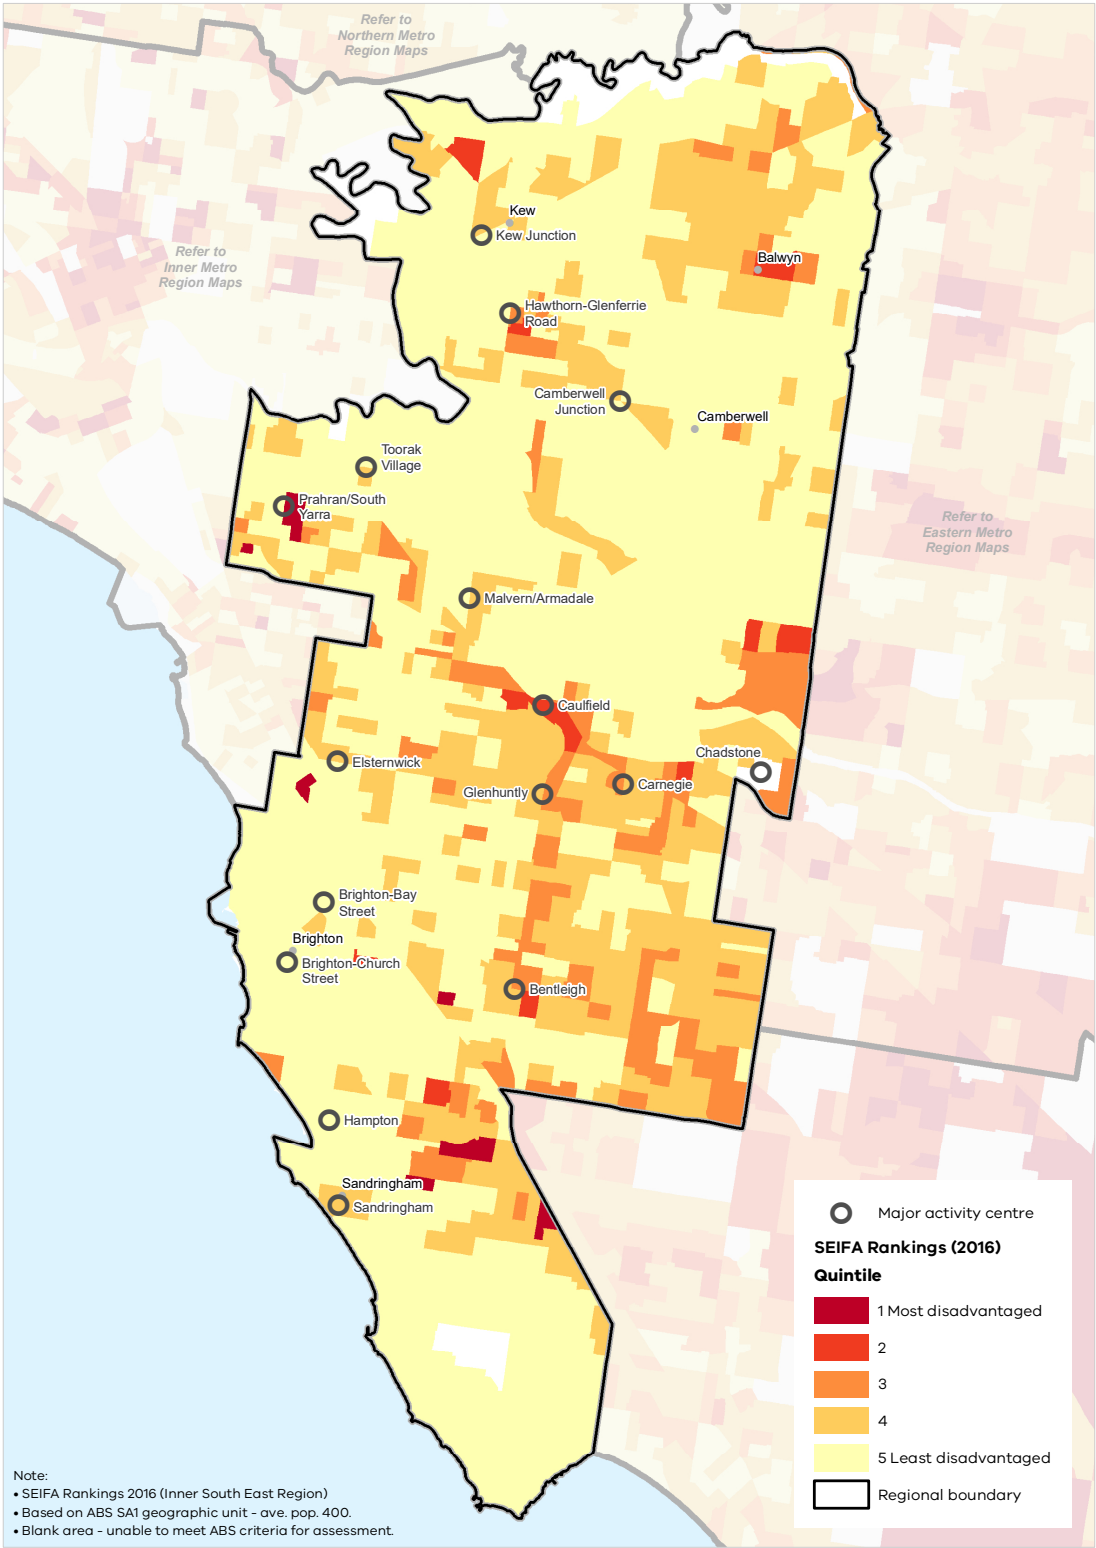 Refer to
Northern Metro
Region Maps
Refer to
Inner Metro
Region Maps
Kew
Kew Junction
Balwyn
Hawthorn-Glenferrie
Road
Camberwell
Junction
Camberwell
Toorak
Village
Prahran/South
Yarra
Refer to
Eastern Metro
Region Maps
Malvern/Armadale
Caulfield
Chadstone
Elsternwick
Carnegie
Glenhuntly
Brighton-Bay
Street
Brighton
Brighton-Church
Street
Bentleigh
Hampton
Sandringham
Sandringham
Major activity centre
SEIFA Rankings (2016)
Quintile
1 Most disadvantaged
2
3
4
5 Least disadvantaged
Regional boundary
Note:
• SEIFA Rankings 2016 (Inner South East Region)
• Based on ABS SA1 geographic unit - ave. pop. 400.
• Blank area - unable to meet ABS criteria for assessment.